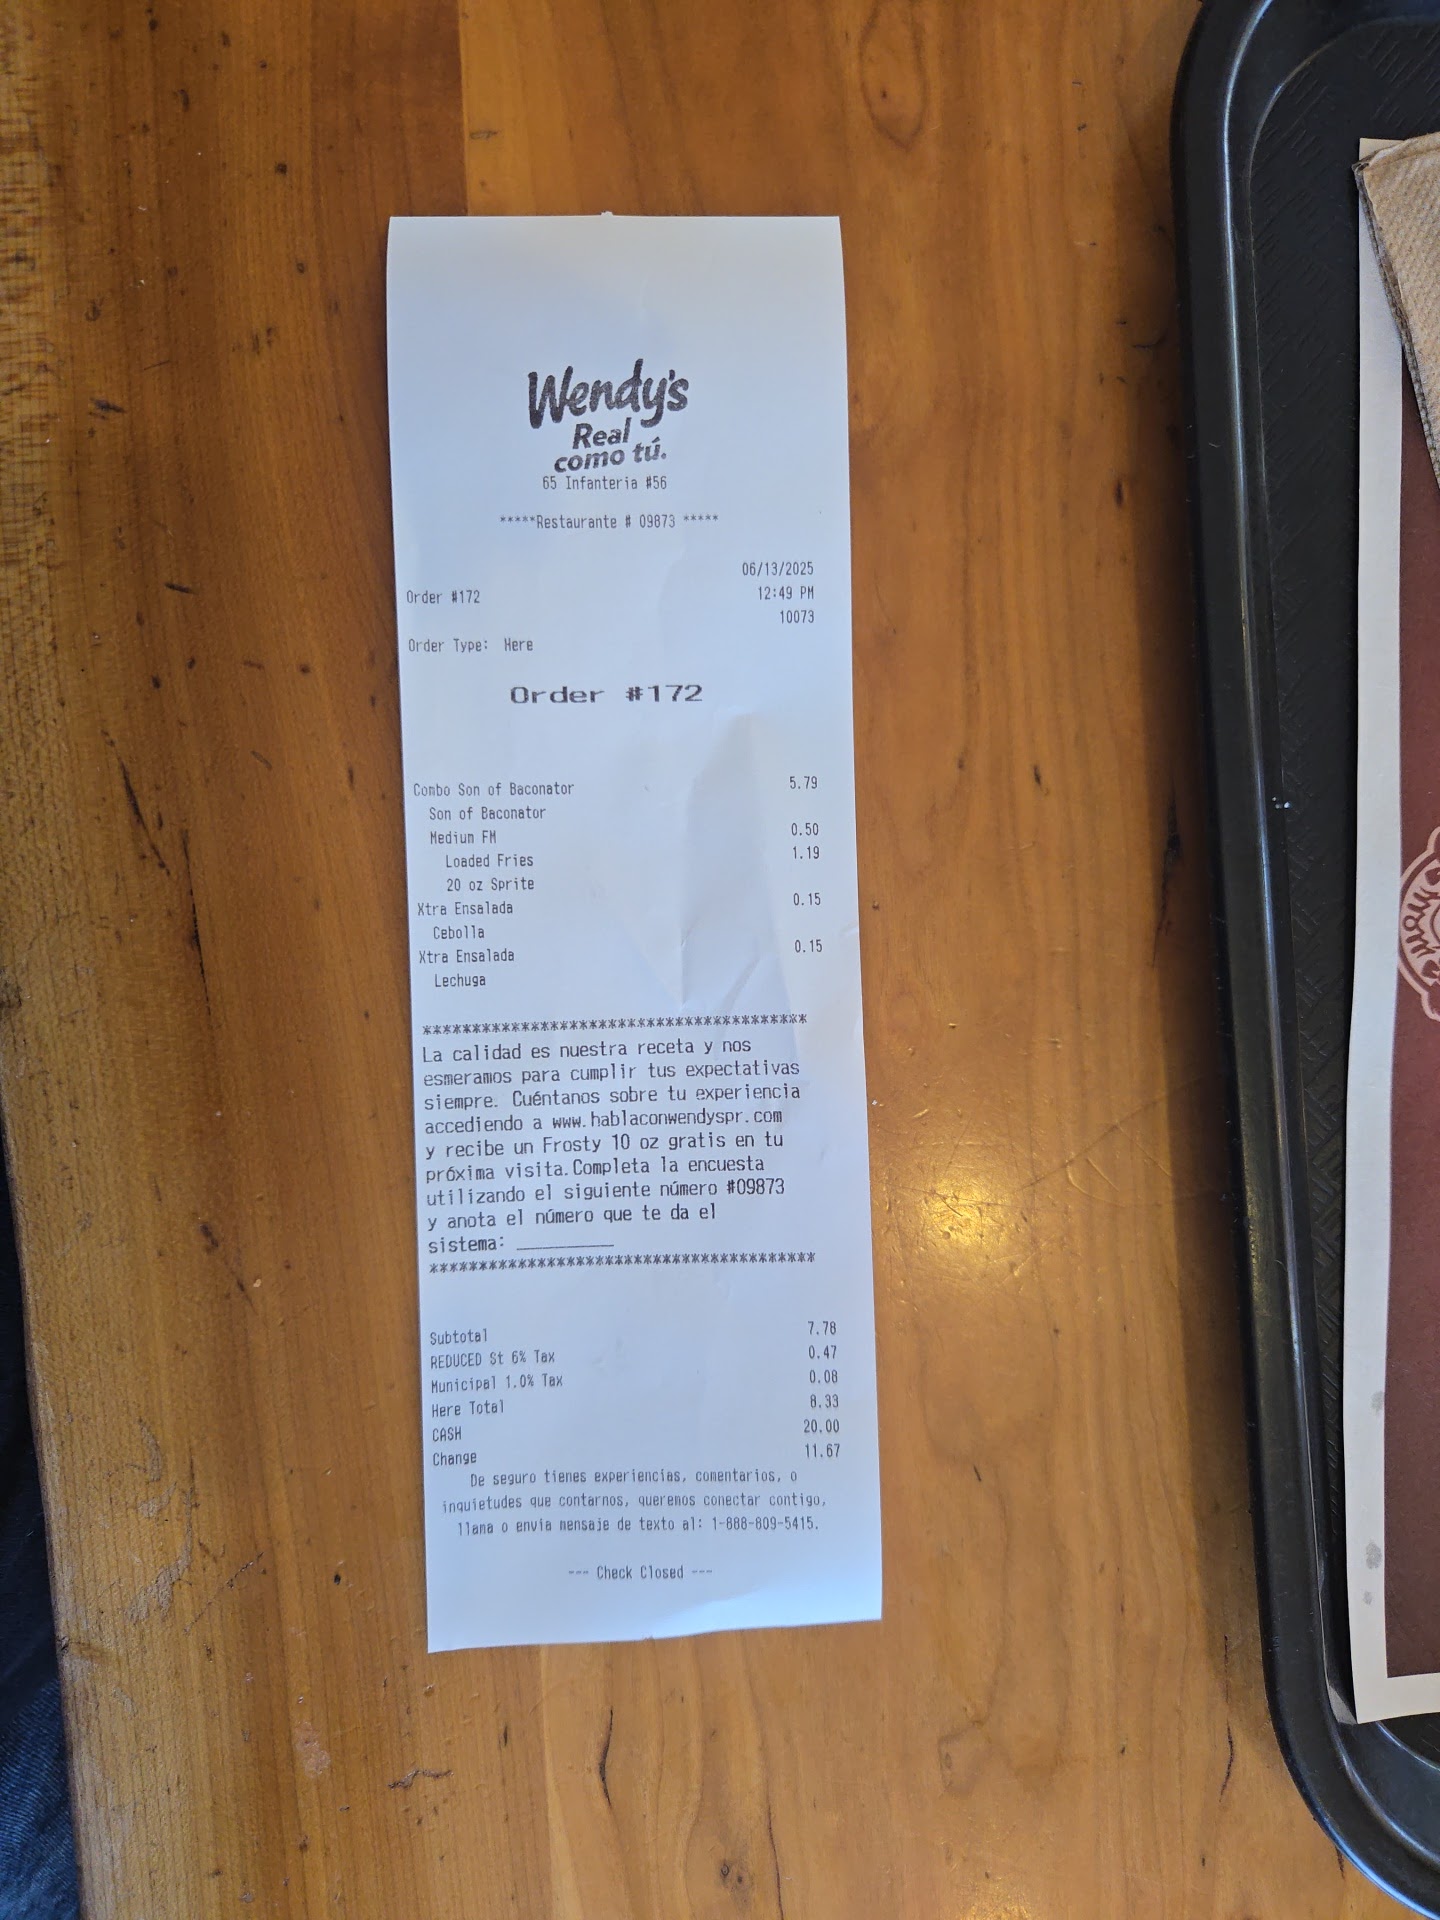 Wendy's
Real
como tú.
65 Infanteria #56
*****Restaurante # 09873 *****
06/13/2025
Order #172 12:49 PM
10073
Order Type: Here
Order #172
Combo Son of Baconator 5.79
Son of Baconator
Medium FM 0.50
Loaded Fries 1.19
20 oz Sprite
Xtra Ensalada 0.15
Cebolla
Xtra Ensalada 0.15
Lechuga
***************************************
La calidad es nuestra receta y nos
esmeramos para cumplir tus expectativas
siempre. Cuéntanos sobre tu experiencia
accediendo a www.hablaconwendyspr.com
y recibe un Frosty 10 oz gratis en tu
próxima visita.Completa la encuesta
utilizando el siguiente número #09873
y anota el número que te da el
sistema: __________
***************************************
Subtotal 7.78
REDUCED St 6% Tax 0.47
Municipal 1.0% Tax 0.08
Here Total 8.33
CASH 20.00
Change 11.67
De seguro tienes experiencias, comentarios, o
inquietudes que contarnos, queremos conectar contigo,
llama o envia mensaje de texto al: 1-888-809-5415.
--- Check Closed ---